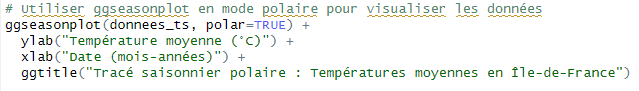 # Utiliser ggseasonplot en mode polaire pour visualiser les données
ggseasonplot(donnees_ts, polar=TRUE) +
  ylab("Température moyenne (°C)") +
  xlab("Date (mois-années)") +
  ggtitle("Tracé saisonnier polaire : Températures moyennes en Île-de-France")